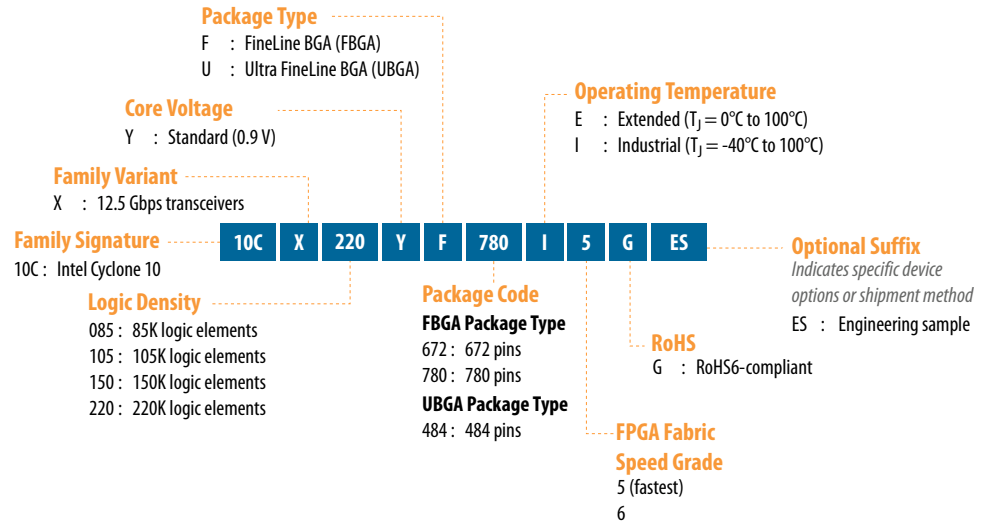 Package Type
F : FineLine BGA (FBGA)
U : Ultra FineLine BGA (UBGA)
Operating Temperature
E : Extended (TJ = 0°C to 100°C)
I : Industrial (TJ = -40°C to 100°C)
Core Voltage
Y : Standard (0.9 V)
Family Variant
X : 12.5 Gbps transceivers
Family Signature
10C : Intel Cyclone 10
10C X 220 Y F 780 I 5 G ES
Optional Suffix
Indicates specific device
options or shipment method
ES : Engineering sample
Logic Density
085 : 85K logic elements
105 : 105K logic elements
150 : 150K logic elements
220 : 220K logic elements
Package Code
FBGA Package Type
672 : 672 pins
780 : 780 pins
UBGA Package Type
484 : 484 pins
RoHS
G : RoHS6-compliant
FPGA Fabric
Speed Grade
5 (fastest)
6